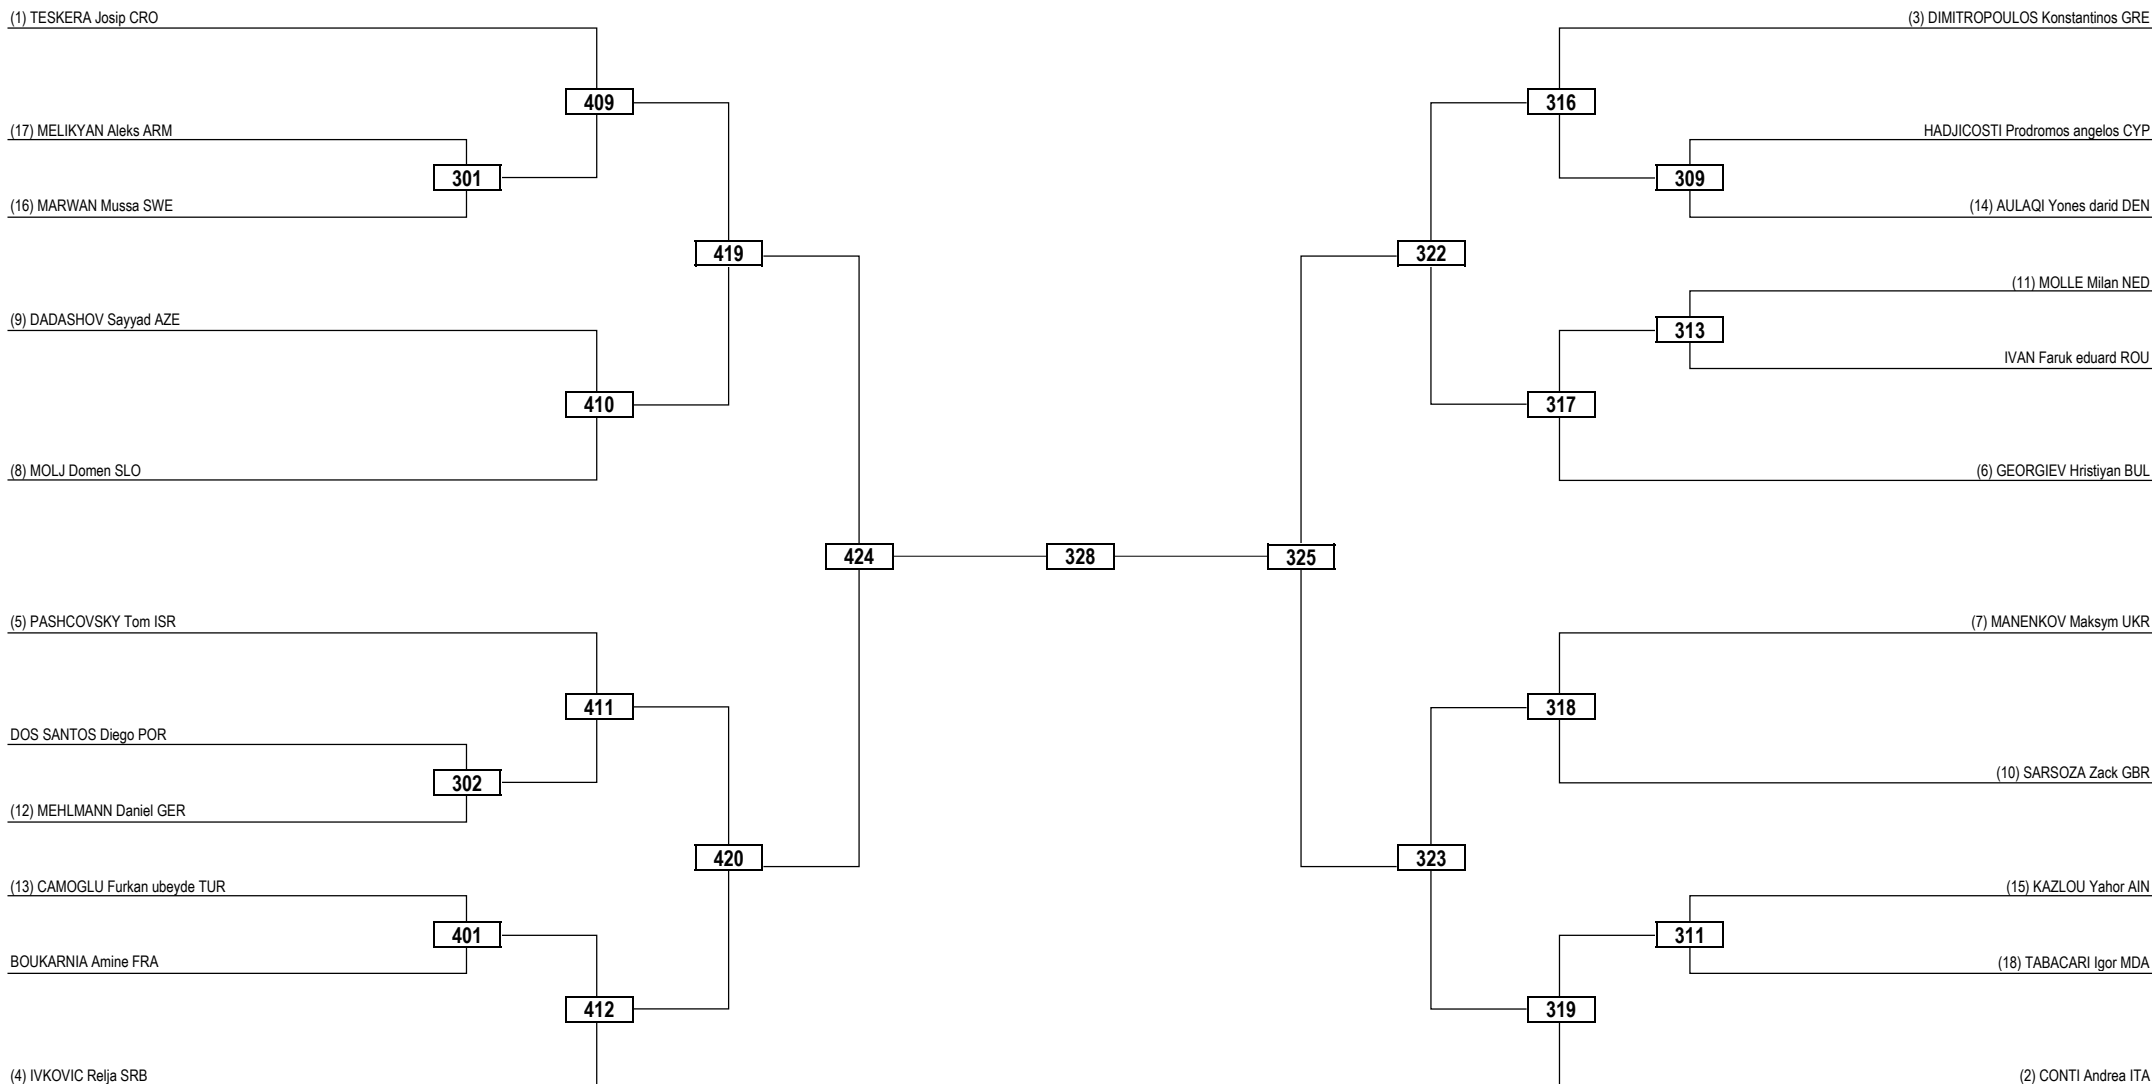 (1) TESKERA Josip CRO
(3) DIMITROPOULOS Konstantinos GRE
409
316
(17) MELIKYAN Aleks ARM
HADJICOSTI Prodromos angelos CYP
301
309
(16) MARWAN Mussa SWE
(14) AULAQI Yones darid DEN
419
322
(11) MOLLE Milan NED
(9) DADASHOV Sayyad AZE
313
IVAN Faruk eduard ROU
410
317
(8) MOLJ Domen SLO
(6) GEORGIEV Hristiyan BUL
424
328
325
(5) PASHCOVSKY Tom ISR
(7) MANENKOV Maksym UKR
411
318
DOS SANTOS Diego POR
302
(10) SARSOZA Zack GBR
(12) MEHLMANN Daniel GER
420
323
(13) CAMOGLU Furkan ubeyde TUR
(15) KAZLOU Yahor AIN
401
311
BOUKARNIA Amine FRA
(18) TABACARI Igor MDA
412
319
(4) IVKOVIC Relja SRB
(2) CONTI Andrea ITA